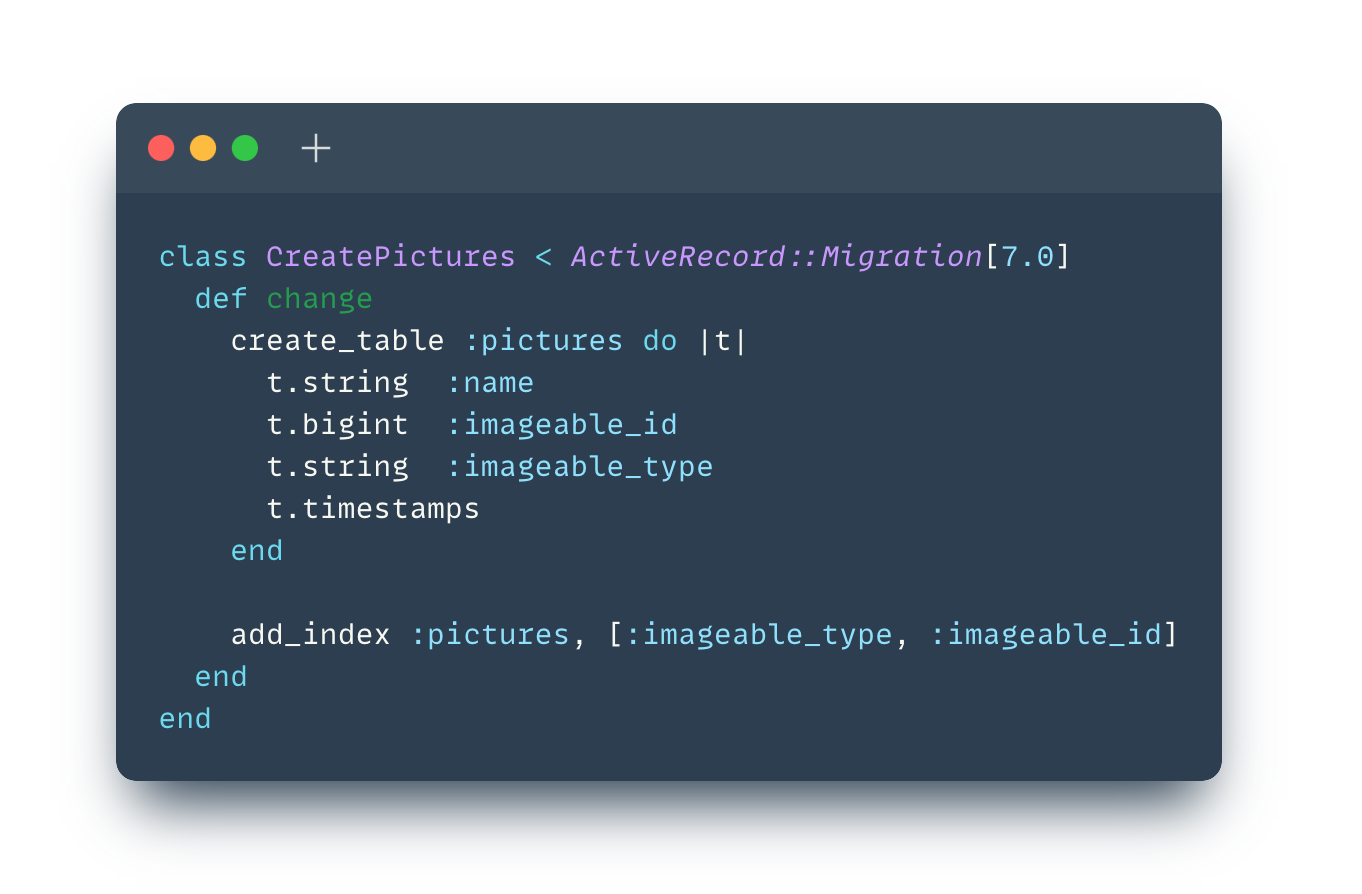 class CreatePictures < ActiveRecord::Migration[7.0]
  def change
    create_table :pictures do |t|
      t.string  :name
      t.bigint  :imageable_id
      t.string  :imageable_type
      t.timestamps
    end

    add_index :pictures, [:imageable_type, :imageable_id]
  end
end